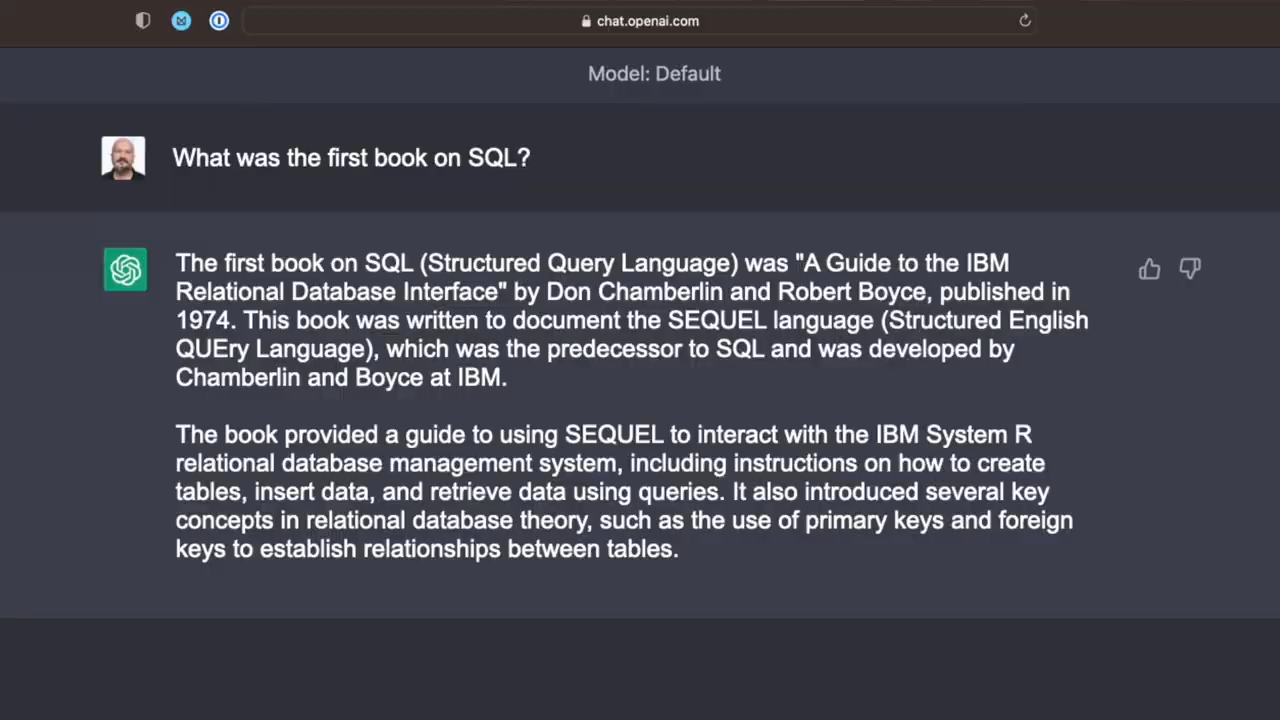 chat.openai.com
Model: Default
What was the first book on SQL?
The first book on SQL (Structured Query Language) was "A Guide to the IBM
Relational Database Interface" by Don Chamberlin and Robert Boyce, published in
1974. This book was written to document the SEQUEL language (Structured English
QUEry Language), which was the predecessor to SQL and was developed by
Chamberlin and Boyce at IBM.
The book provided a guide to using SEQUEL to interact with the IBM System R
relational database management system, including instructions on how to create
tables, insert data, and retrieve data using queries. It also introduced several key
concepts in relational database theory, such as the use of primary keys and foreign
keys to establish relationships between tables.